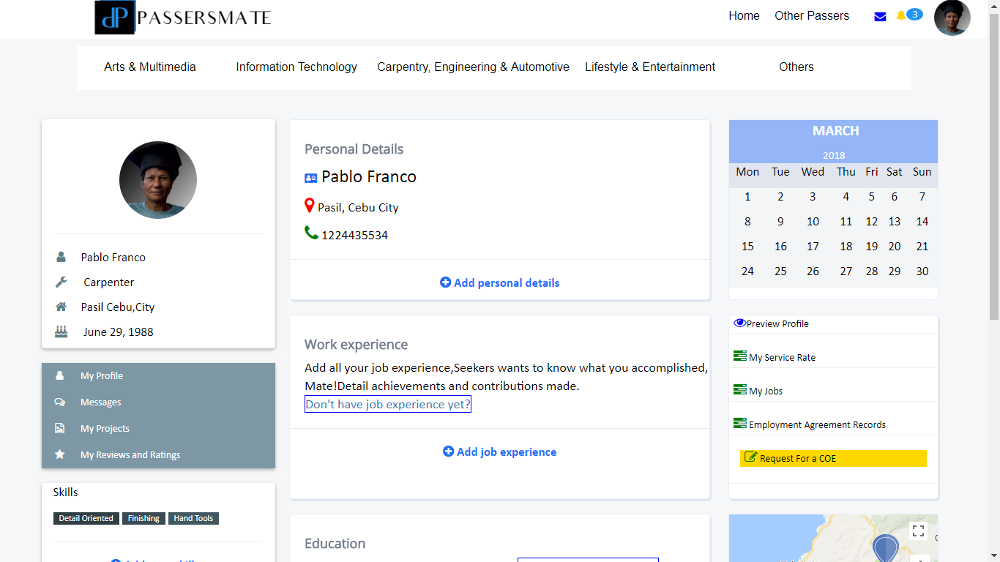 dP PASSERSMATE
Home Other Passers 3
Arts & Multimedia Information Technology Carpentry, Engineering & Automotive Lifestyle & Entertainment Others
Pablo Franco
Carpenter
Pasil Cebu,City
June 29, 1988
My Profile
Messages
My Projects
My Reviews and Ratings
Skills
Detail Oriented Finishing Hand Tools
Personal Details
Pablo Franco
Pasil, Cebu City
1224435534
Add personal details
Work experience
Add all your job experience,Seekers wants to know what you accomplished,
Mate!Detail achievements and contributions made.
Don't have job experience yet?
Add job experience
Education
MARCH
2018
Mon Tue Wed Thu Fri Sat Sun
1 2 3 4 5 6 7
8 9 10 11 12 13 14
15 16 17 18 19 20 21
24 25 26 27 28 29 30
Preview Profile
My Service Rate
My Jobs
Employment Agreement Records
Request For a COE